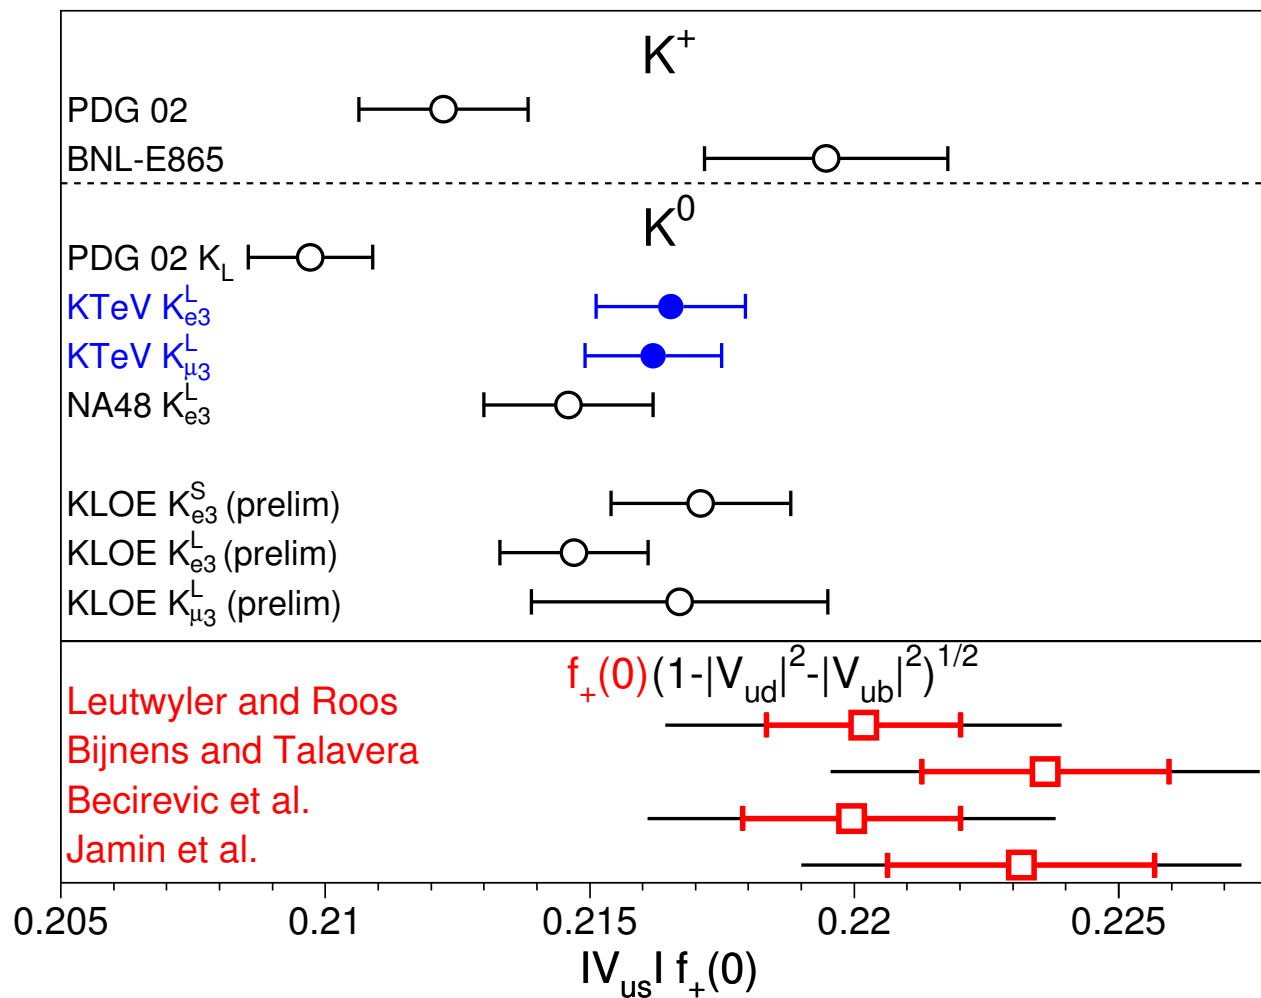 K+
PDG 02
BNL-E865
K0
PDG 02 KL
KTeV KLe3
KTeV KLμ3
NA48 KLe3
KLOE KSe3 (prelim)
KLOE KLe3 (prelim)
KLOE KLμ3 (prelim)
f+(0)(1-|Vud|2-|Vub|2)1/2
Leutwyler and Roos
Bijnens and Talavera
Becirevic et al.
Jamin et al.
0.205 0.21 0.215 0.22 0.225
|Vus| f+(0)